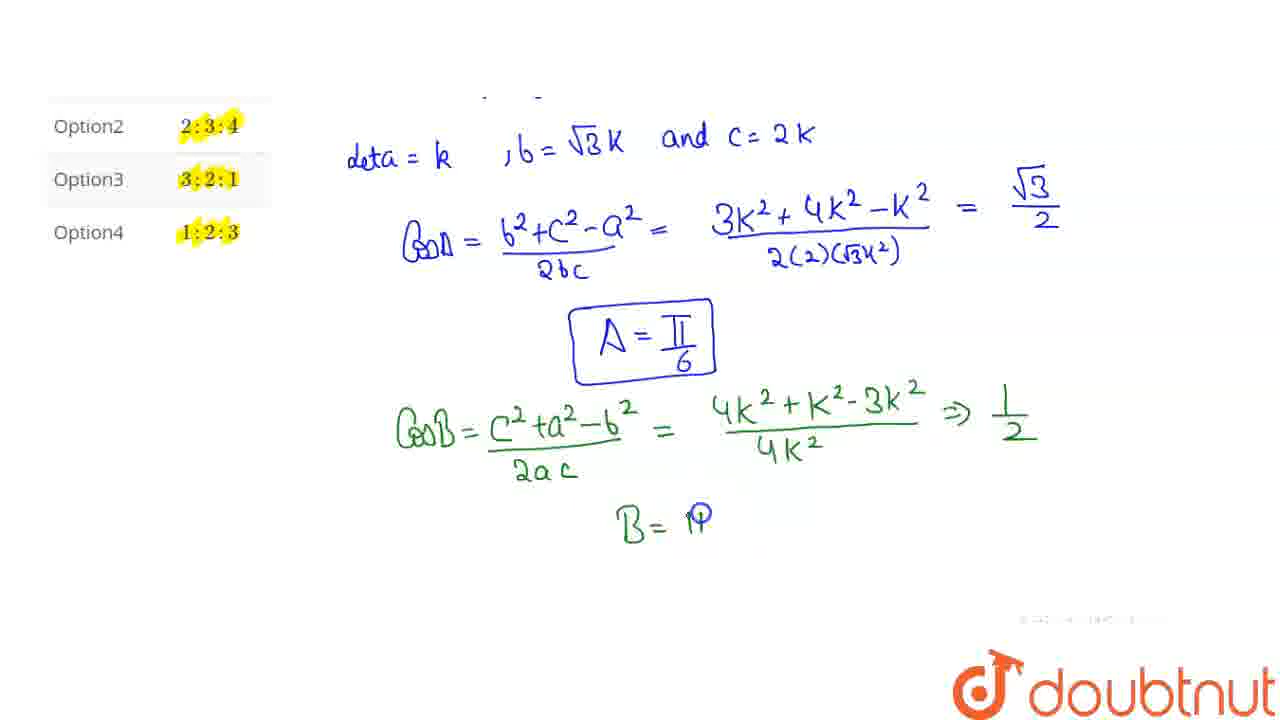 Option2 2 : 3 : 4
Option3 3 : 2 : 1
Option4 1 : 2 : 3
let a = k , b = √3 k and c = 2k
Cos A = (b² + c² - a²)/(2bc) = (3k² + 4k² - k²)/(2(2)(√3k²)) = √3/2
A = π/6
Cos B = (c² + a² - b²)/(2ac) = (4k² + k² - 3k²)/(4k²) ⇒ 1/2
B =
doubtnut